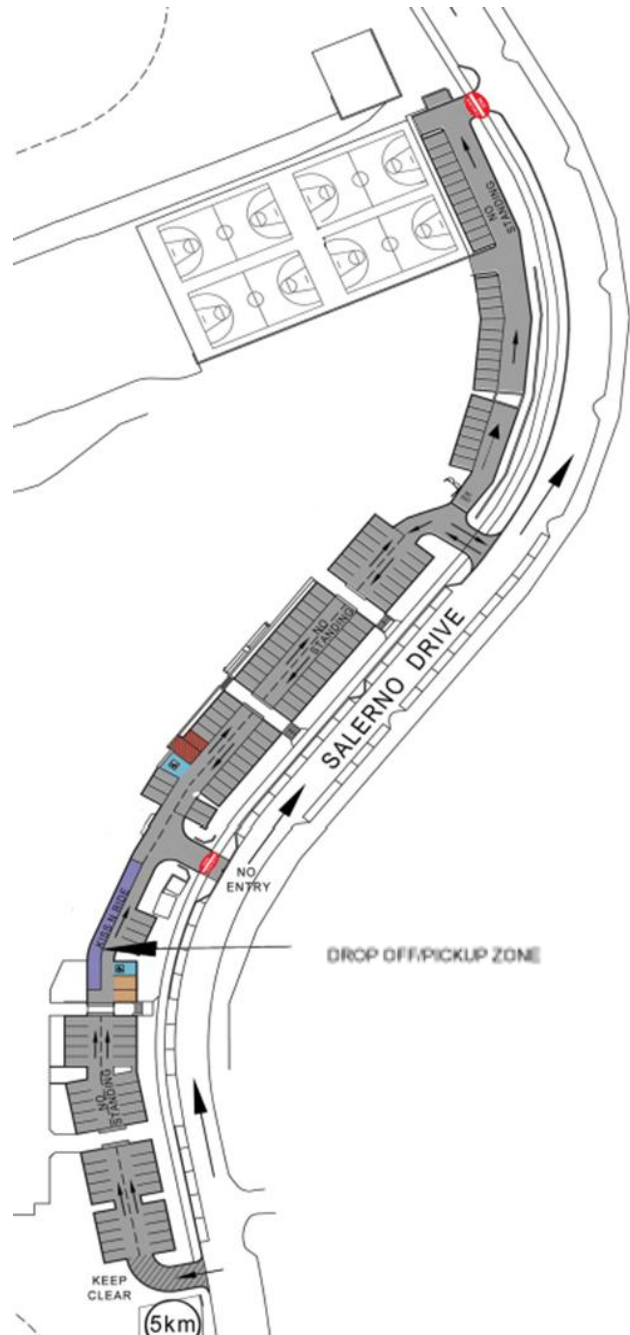 NO
STANDING
NO
STANDING
SALERNO DRIVE
NO
ENTRY
KISS N RIDE
DROP OFF/PICKUP ZONE
NO
STANDING
KEEP
CLEAR
5km